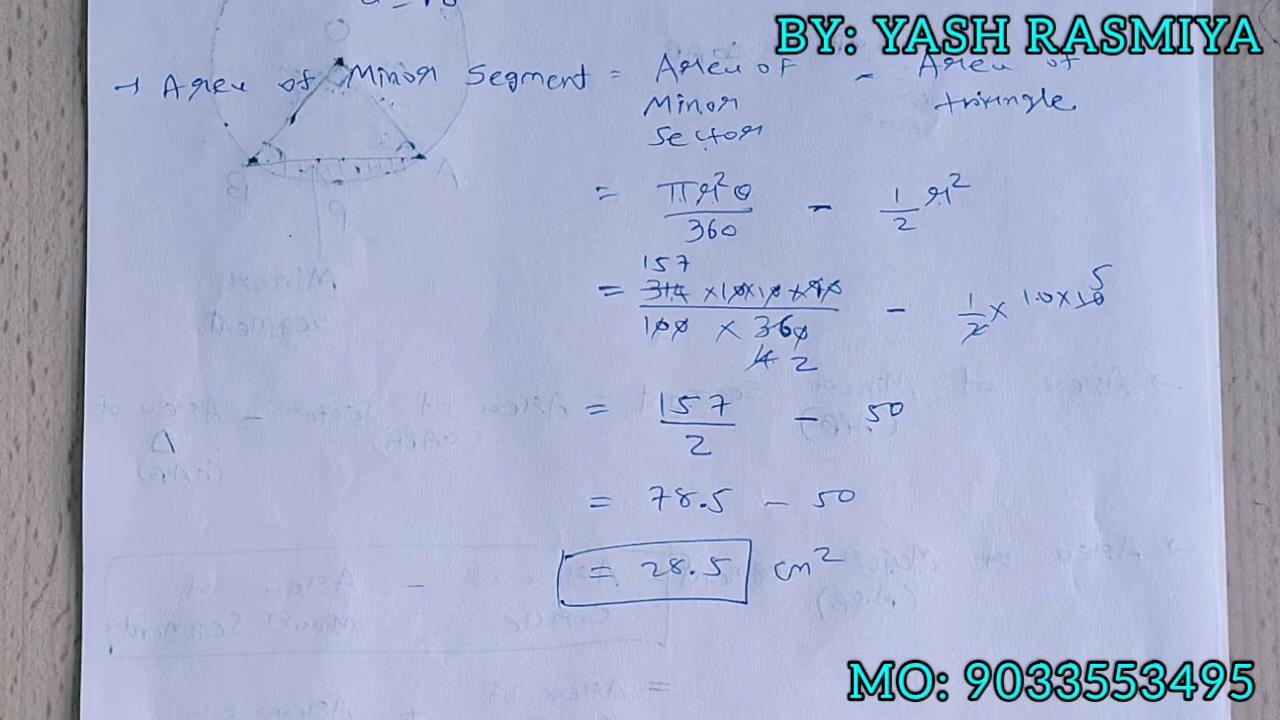 BY: YASH RASMIYA
→ Area of Minor Segment = Area of Minor Sector - Area of triangle
= πr²θ/360 - 1/2 r²
= 157
314 × 10 × 10 × 90 / 100 × 360 - 1/2 × 10 × 10 5
4 2
= 157/2 - 50
= 78.5 - 50
= 28.5 cm²
O
B
A
P
MO: 9033553495